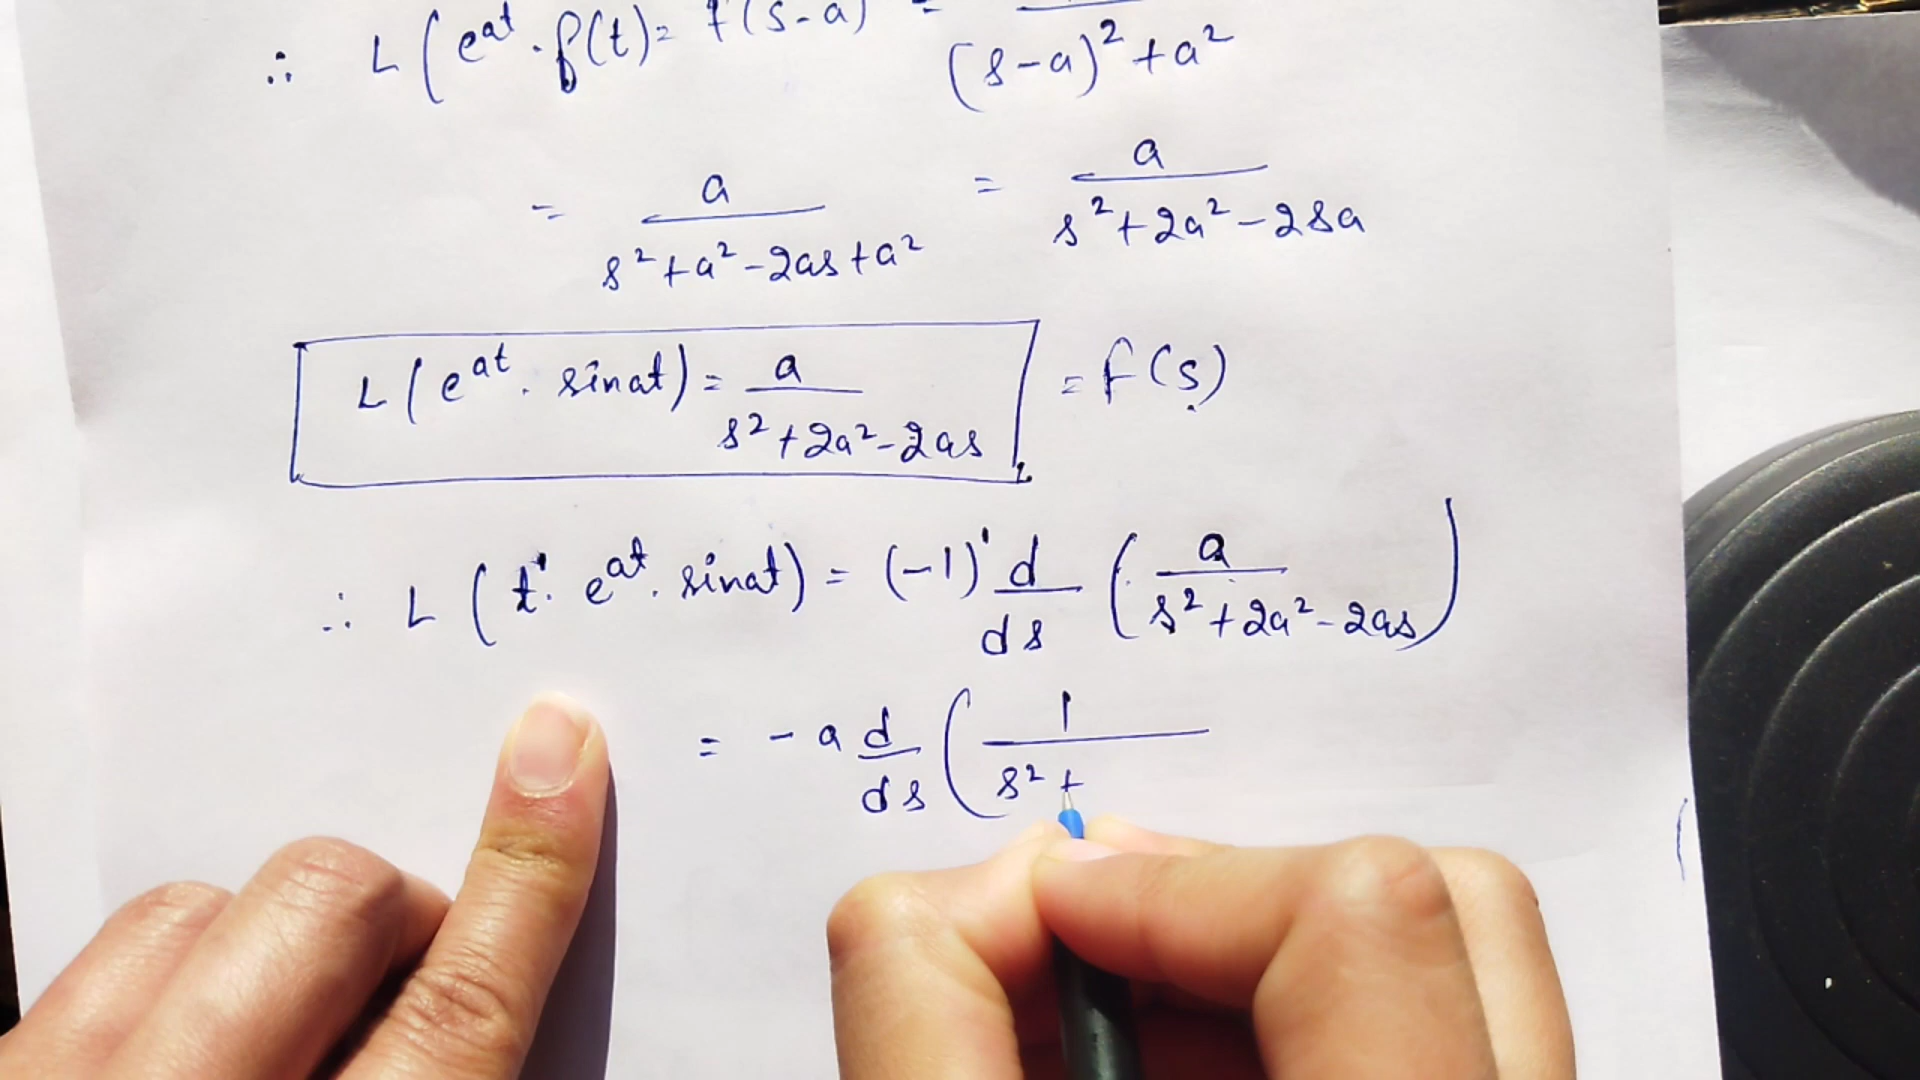 ∴ L(e^{at}.f(t) = f(s-a) = / (s-a)²+a²
= a / s²+a²-2as+a² = a / s²+2a²-2sa
L(e^{at}. sinat) = a / s²+2a²-2as = f(s)
∴ L(t¹. e^{at}. sinat) = (-1)¹ d/ds (a / s²+2a²-2as)
= -a d/ds (1 / s²+